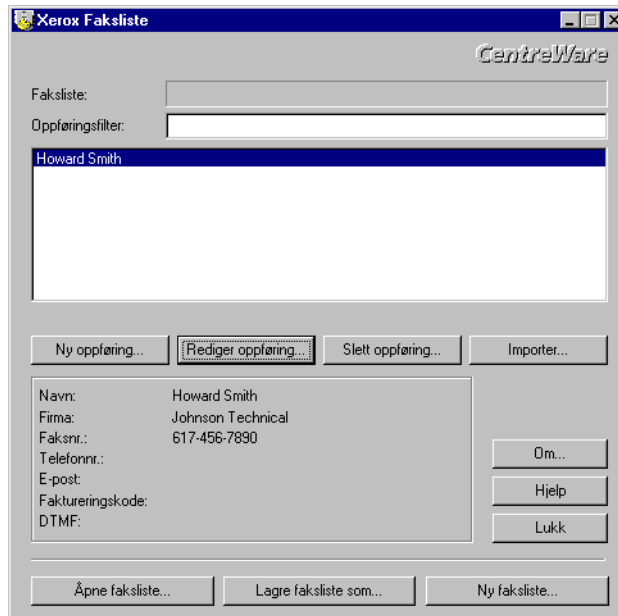 Xerox Faksliste
CentreWare
Faksliste:
Oppføringsfilter:
Howard Smith
Ny oppføring... Rediger oppføring... Slett oppføring... Importer...
Navn: Howard Smith
Firma: Johnson Technical
Faksnr.: 617-456-7890
Telefonnr.:
E-post:
Faktureringskode:
DTMF:
Om...
Hjelp
Lukk
Åpne faksliste... Lagre faksliste som... Ny faksliste...